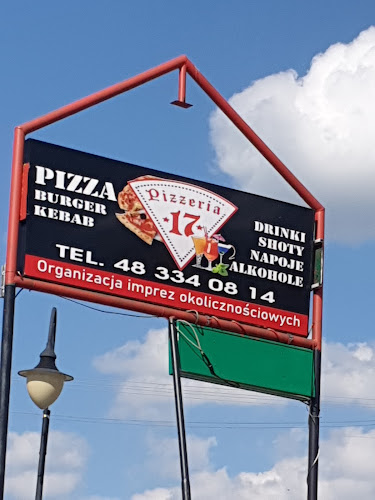 PIZZA
BURGER
KEBAB
Pizzeria
17
DRINKI
SHOTY
NAPOJE
ALKOHOLE
TEL. 48 334 08 14
Organizacja imprez okolicznościowych